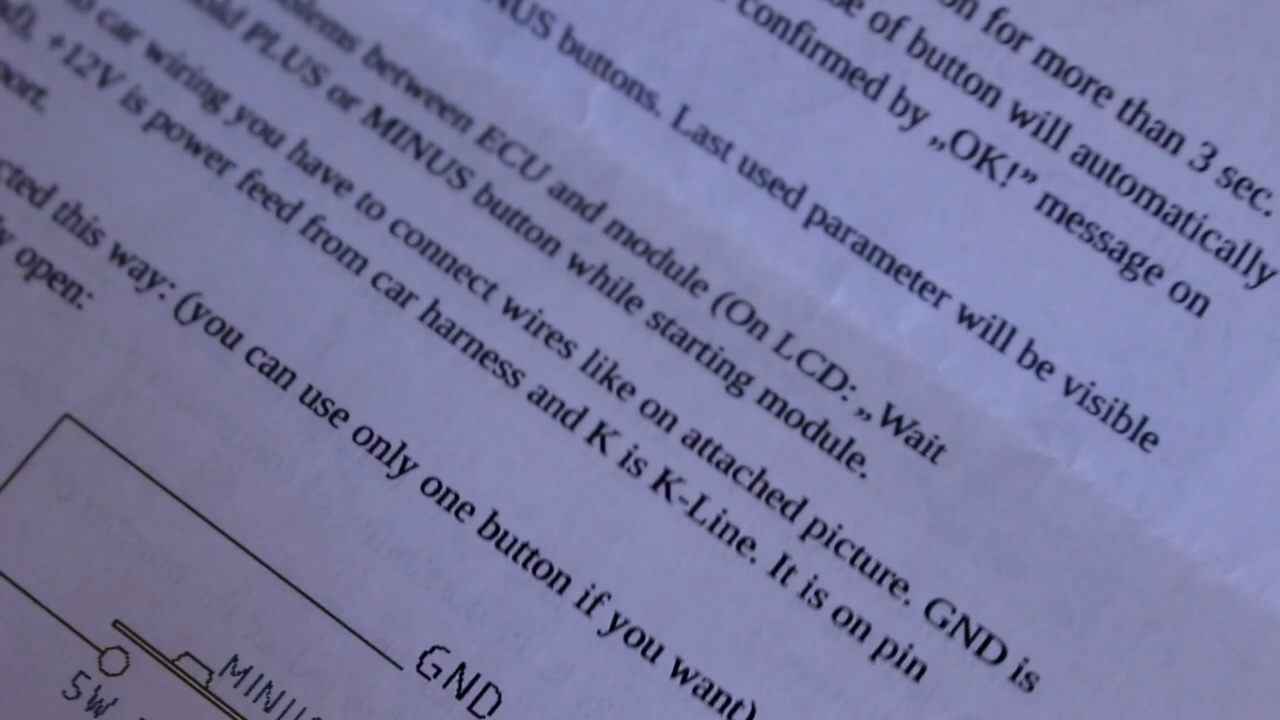 on for more than 3 sec.
of button will automatically
confirmed by „OK!” message on
NUS buttons. Last used parameter will be visible
between ECU and module (On LCD: „Wait
PLUS or MINUS button while starting module.
car wiring you have to connect wires like on attached picture. GND is
+12V is power feed from car harness and K is K-Line. It is on pin
port.
cted this way: (you can use only one button if you want)
open:
GND
MINUS
SW